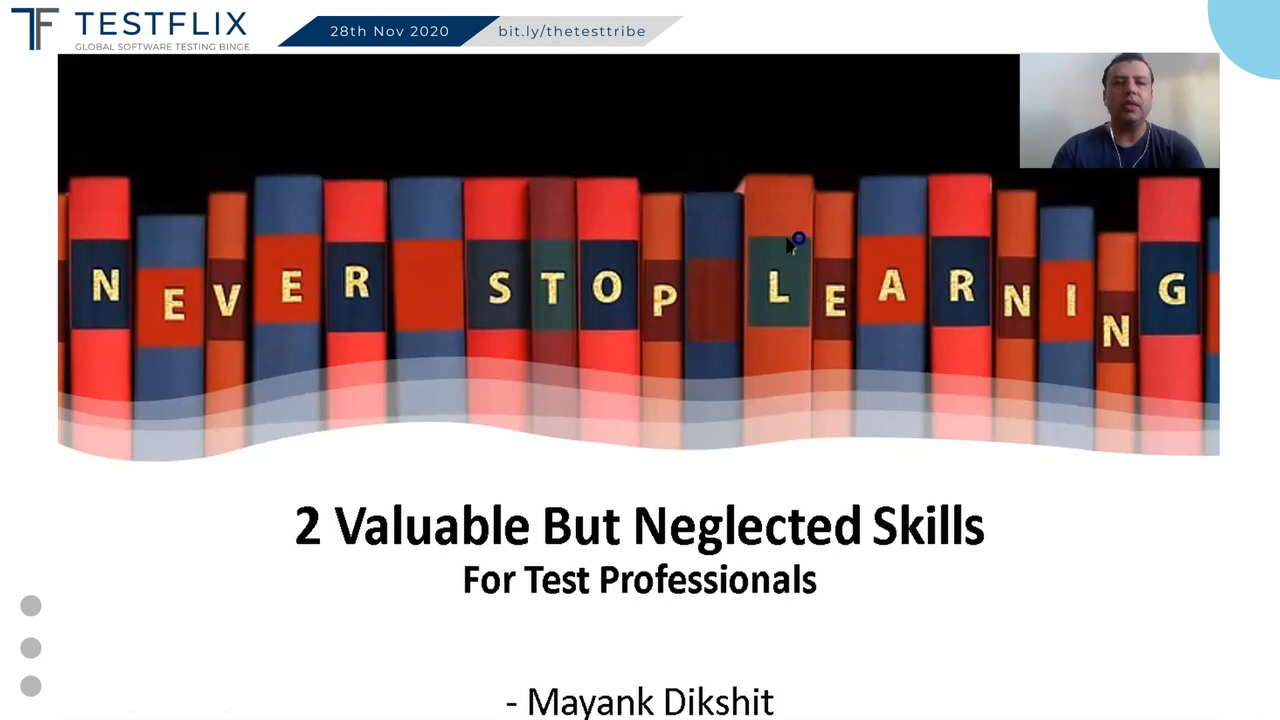 TF TESTFLIX
GLOBAL SOFTWARE TESTING BINGE
28th Nov 2020 bit.ly/thetesttribe
NEVER STOP LEARNING
2 Valuable But Neglected Skills
For Test Professionals
- Mayank Dikshit